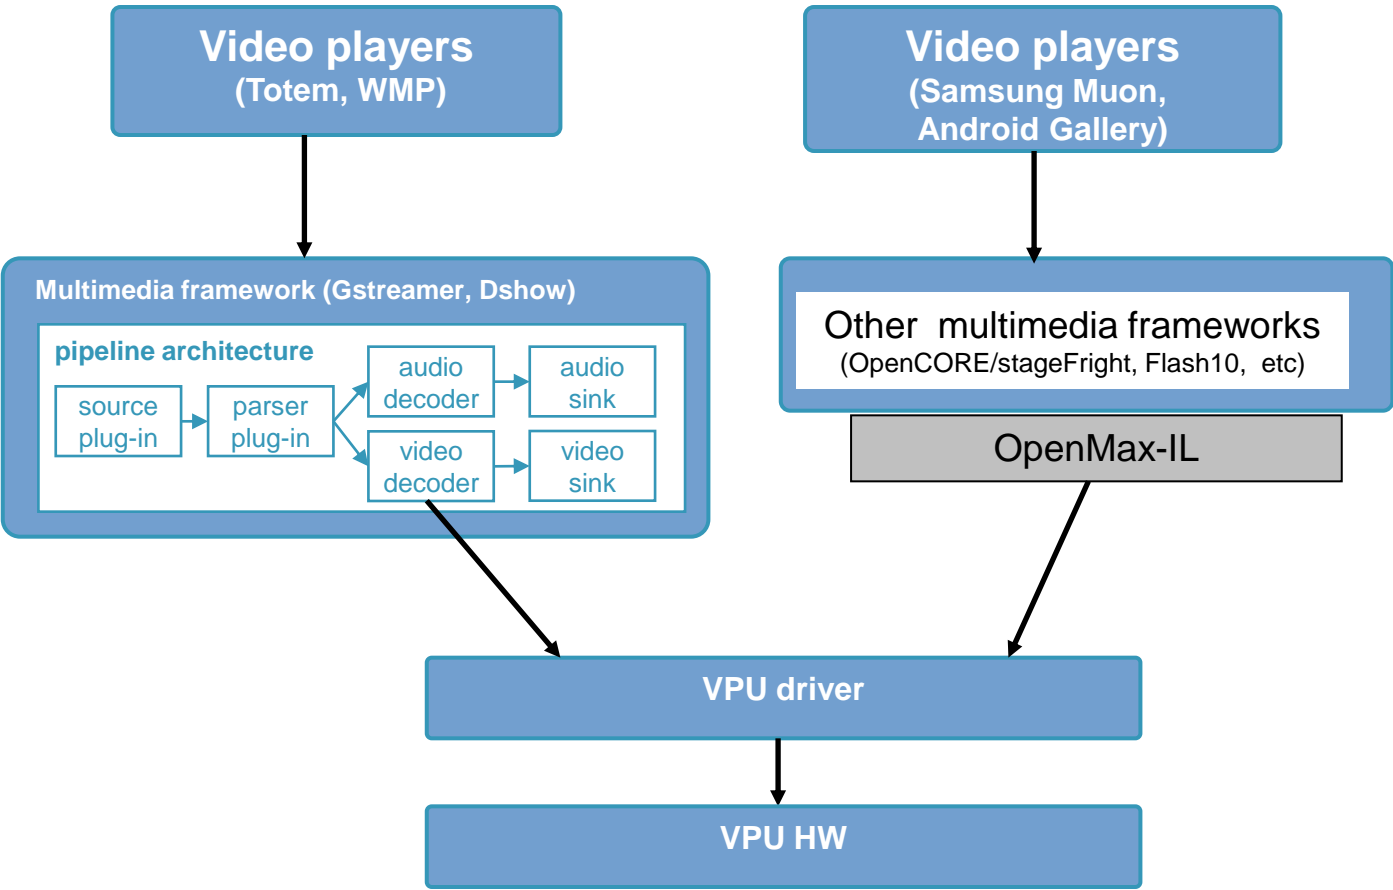 Video players
(Totem, WMP)
Video players
(Samsung Muon,
Android Gallery)
Multimedia framework (Gstreamer, Dshow)
pipeline architecture
source
plug-in
parser
plug-in
audio
decoder
audio
sink
video
decoder
video
sink
Other multimedia frameworks
(OpenCORE/stageFright, Flash10, etc)
OpenMax-IL
VPU driver
VPU HW